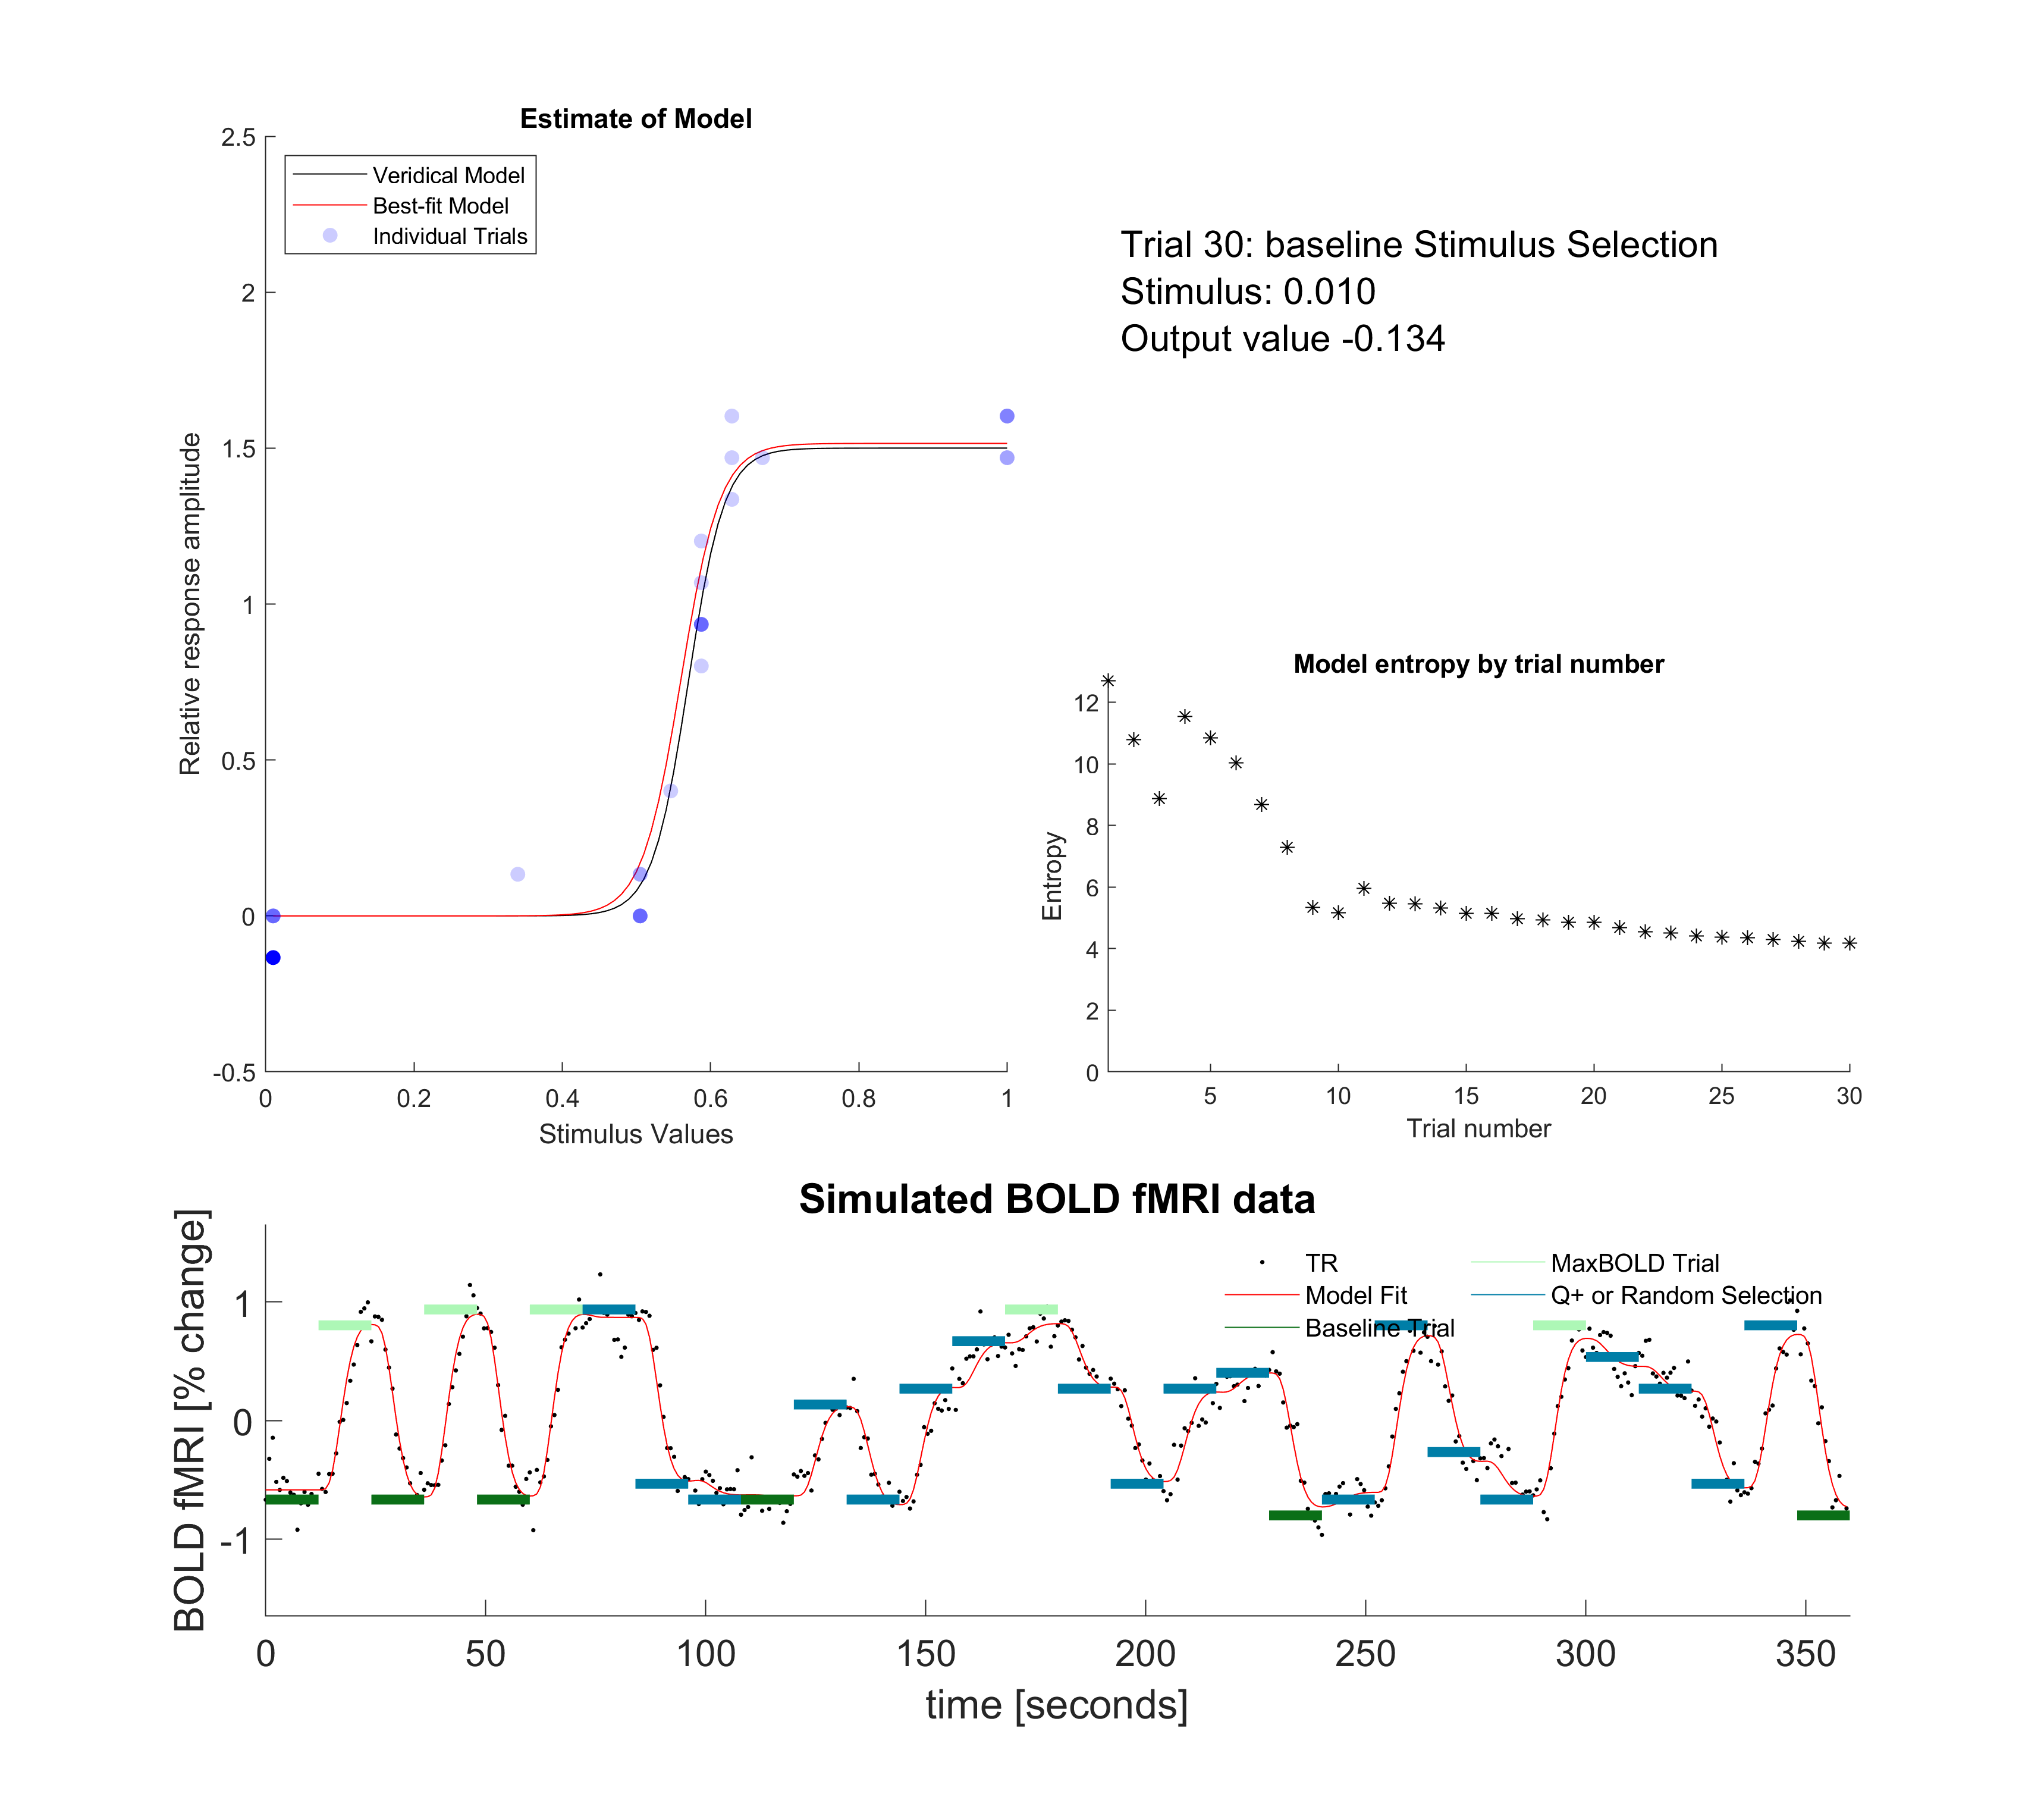 Estimate of Model
2.5
2
1.5
1
0.5
0
-0.5
Relative response amplitude
Veridical Model
Best-fit Model
Individual Trials
0 0.2 0.4 0.6 0.8 1
Stimulus Values
Trial 30: baseline Stimulus Selection
Stimulus: 0.010
Output value -0.134
Model entropy by trial number
12
10
8
6
4
2
0
Entropy
5 10 15 20 25 30
Trial number
Simulated BOLD fMRI data
BOLD fMRI [% change]
1
0
-1
TR
Model Fit
Baseline Trial
MaxBOLD Trial
Q+ or Random Selection
0 50 100 150 200 250 300 350
time [seconds]